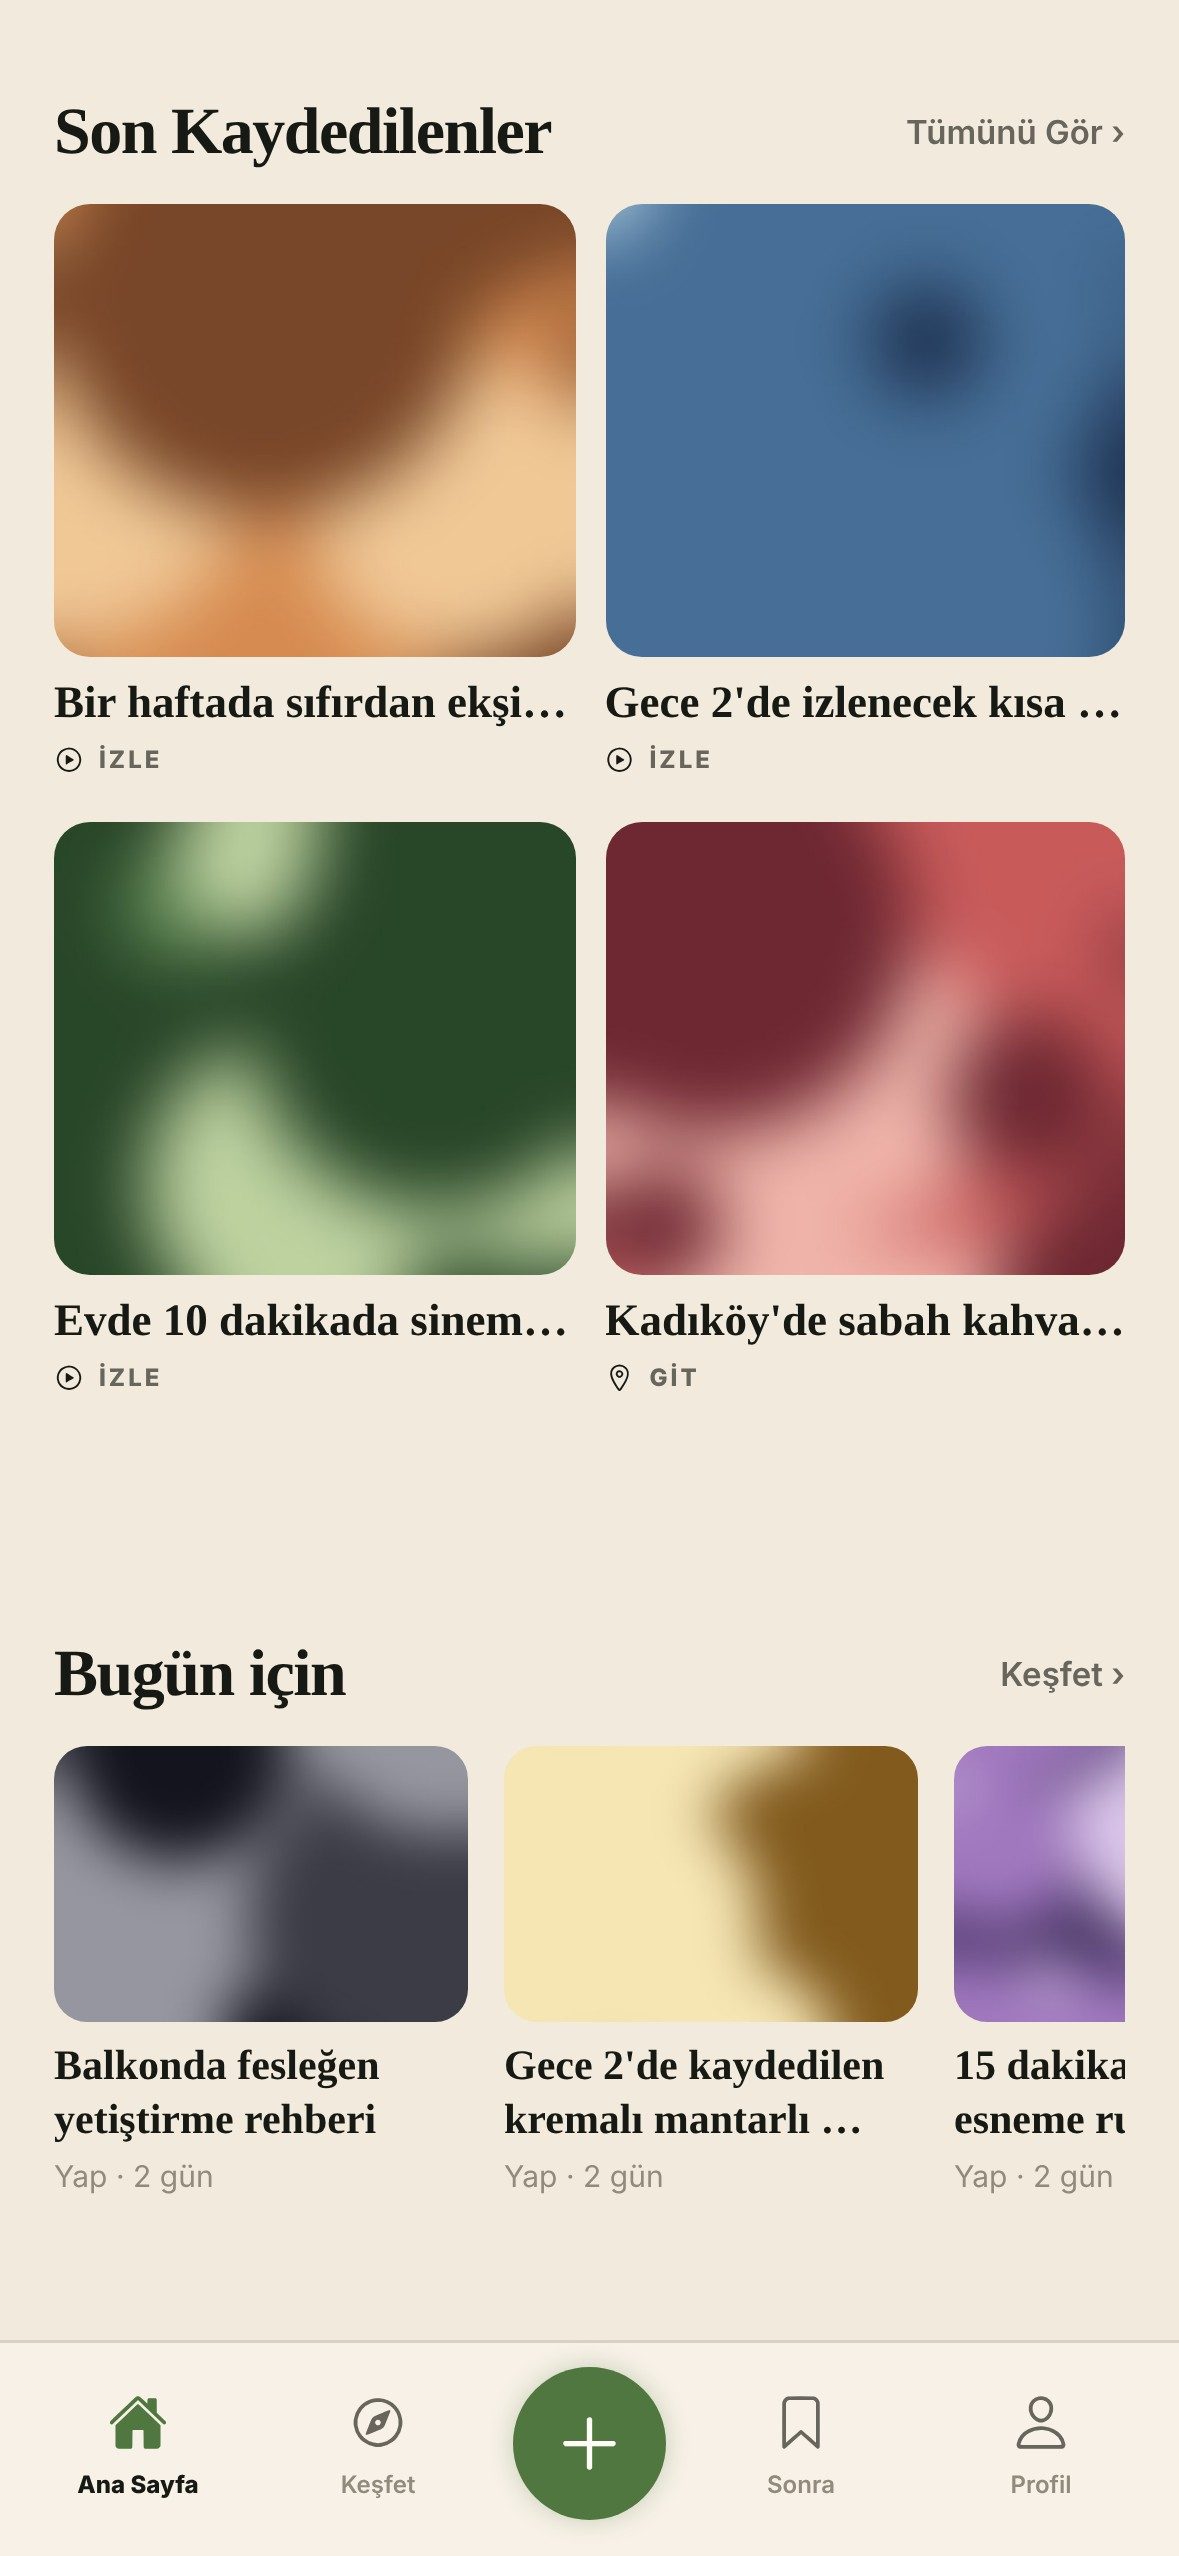 Son Kaydedilenler
Tümünü Gör ›
Bir haftada sıfırdan ekşi…
Gece 2'de izlenecek kısa …
İZLE
İZLE
Evde 10 dakikada sinem…
Kadıköy'de sabah kahva…
İZLE
GİT
Bugün için
Keşfet ›
Balkonda fesleğen
yetiştirme rehberi
Yap · 2 gün
Gece 2'de kaydedilen
kremalı mantarlı …
Yap · 2 gün
15 dakika
esneme
Yap · 2 gün
Ana Sayfa
Keşfet
Sonra
Profil